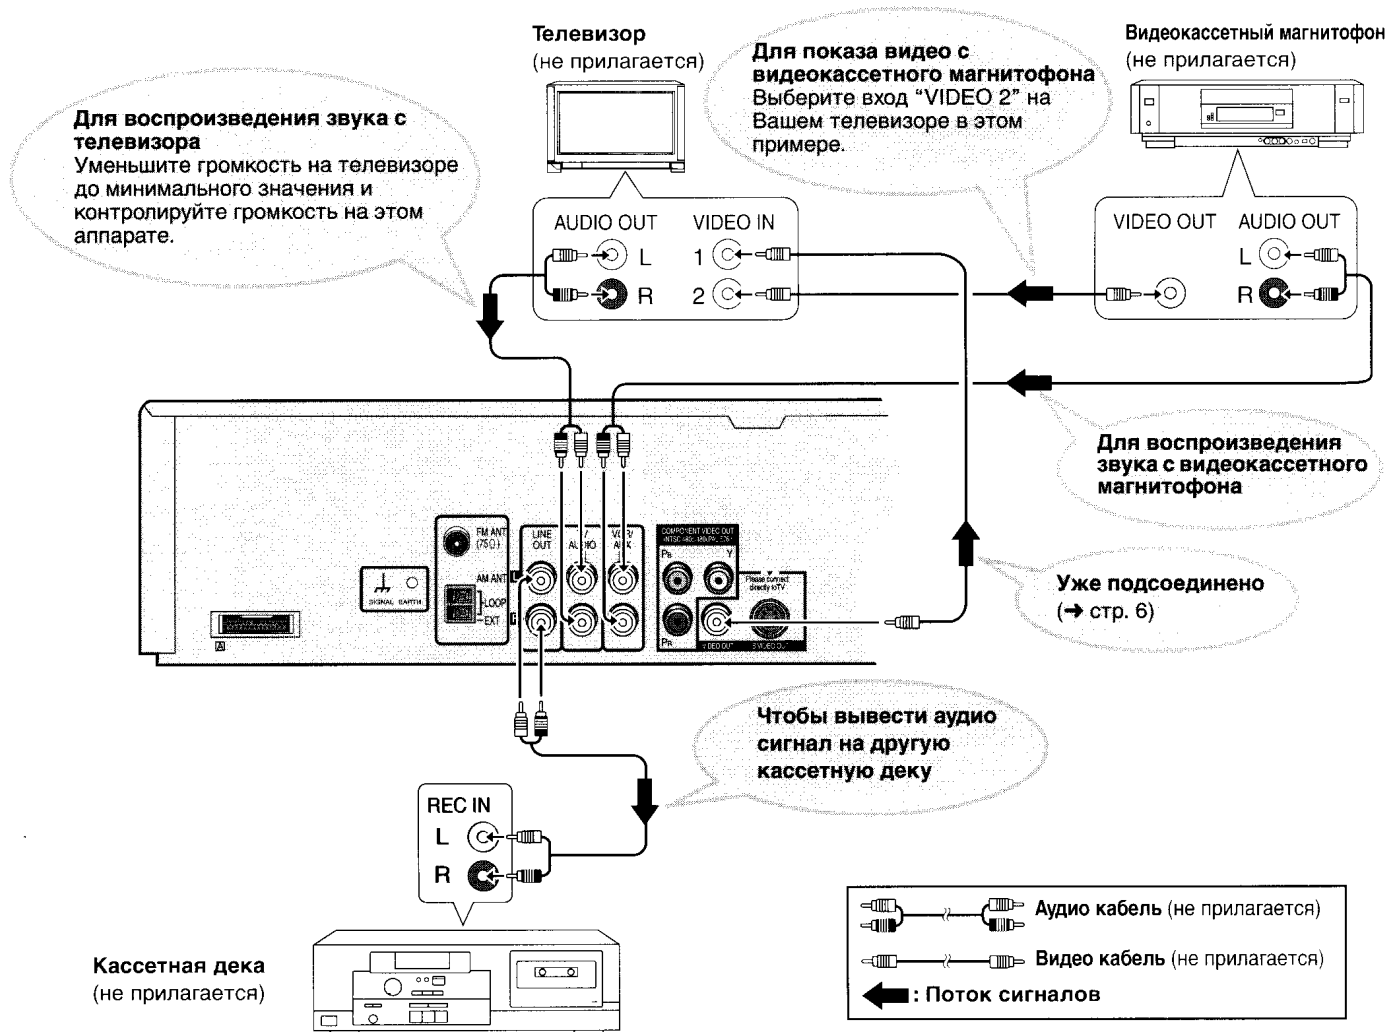 Телевизор
(не прилагается)
Для показа видео с
видеокассетного магнитофона
Выберите вход “VIDEO 2” на
Вашем телевизоре в этом
примере.
Видеокассетный магнитофон
(не прилагается)
Для воспроизведения звука с
телевизора
Уменьшите громкость на телевизоре
до минимального значения и
контролируйте громкость на этом
аппарате.
AUDIO OUT
L
R
VIDEO IN
1
2
VIDEO OUT
AUDIO OUT
L
R
Для воспроизведения
звука с видеокассетного
магнитофона
FM ANT
(75Ω)
AM ANT
LOOP
EXT
SIGNAL EARTH
A
LINE
OUT
L
R
VCR/
AUX
COMPONENT VIDEO OUT
PB
Y
PR
Please connect
directly to TV
VIDEO OUT
S VIDEO OUT
Уже подсоединено
(➔ стр. 6)
Чтобы вывести аудио
сигнал на другую
кассетную деку
REC IN
L
R
Кассетная дека
(не прилагается)
Аудио кабель (не прилагается)
Видео кабель (не прилагается)
: Поток сигналов